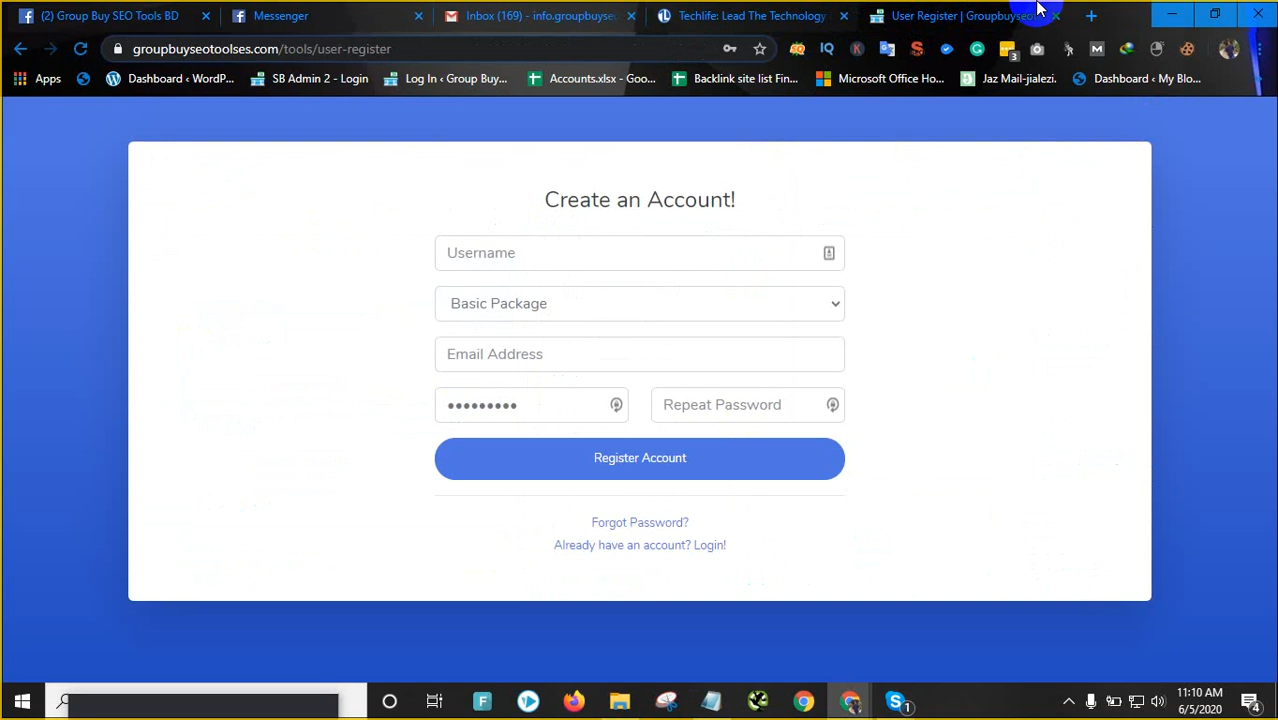 (2) Group Buy SEO Tools BD
Messenger
Inbox (169) - info.groupbuyse
Techlife: Lead The Technology
User Register | Groupbuyseot
groupbuyseotoolses.com/tools/user-register
Apps
Dashboard ‹ WordP...
SB Admin 2 - Login
Log In ‹ Group Buy...
Accounts.xlsx - Goo...
Backlink site list Fin...
Microsoft Office Ho...
Jaz Mail-jialezi.
Dashboard ‹ My Blo...
Create an Account!
Username
Basic Package
Email Address
•••••••••
Repeat Password
Register Account
Forgot Password?
Already have an account? Login!
11:10 AM
6/5/2020